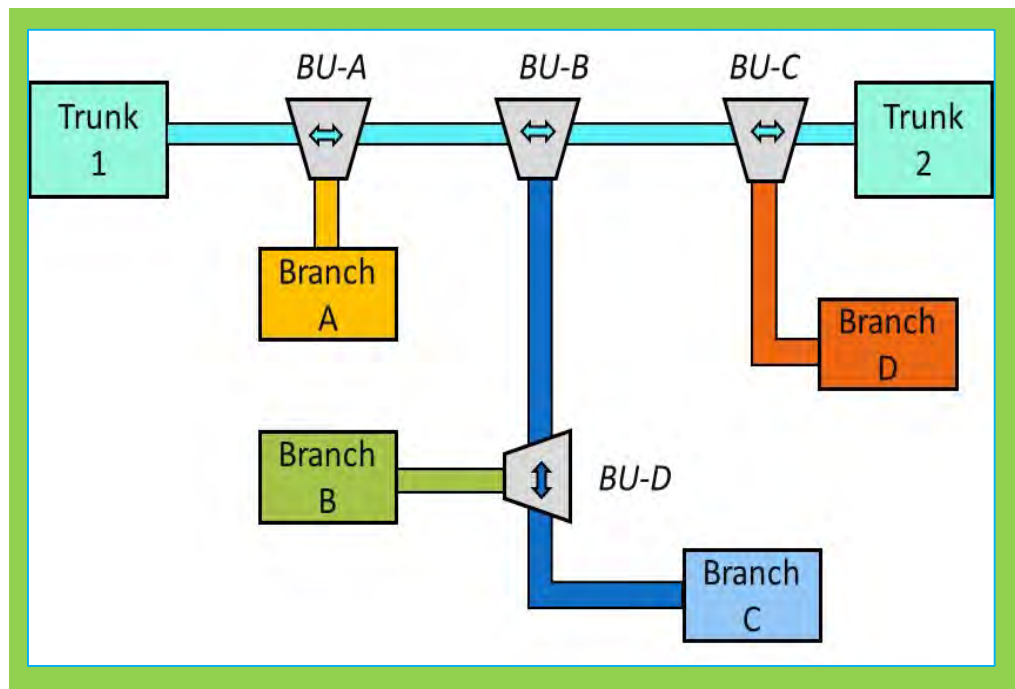 BU-A
BU-B
BU-C
Trunk
1
Trunk
2
Branch
A
Branch
D
Branch
B
BU-D
Branch
C